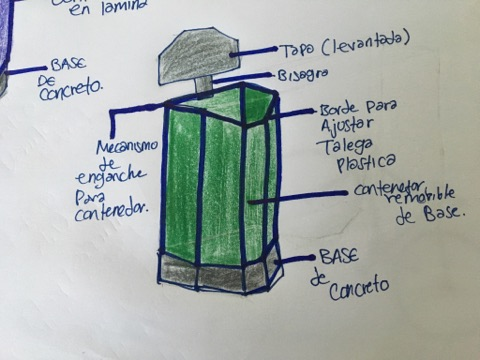 en lamina
BASE
DE
CONCRETO.
TAPA (levantada)
Bisagra
Mecanismo
de
enganche
Para
contenedor.
Borde Para
Ajustar
Talega
Plastica
contenedor
removible
de Base.
BASE
de
Concreto